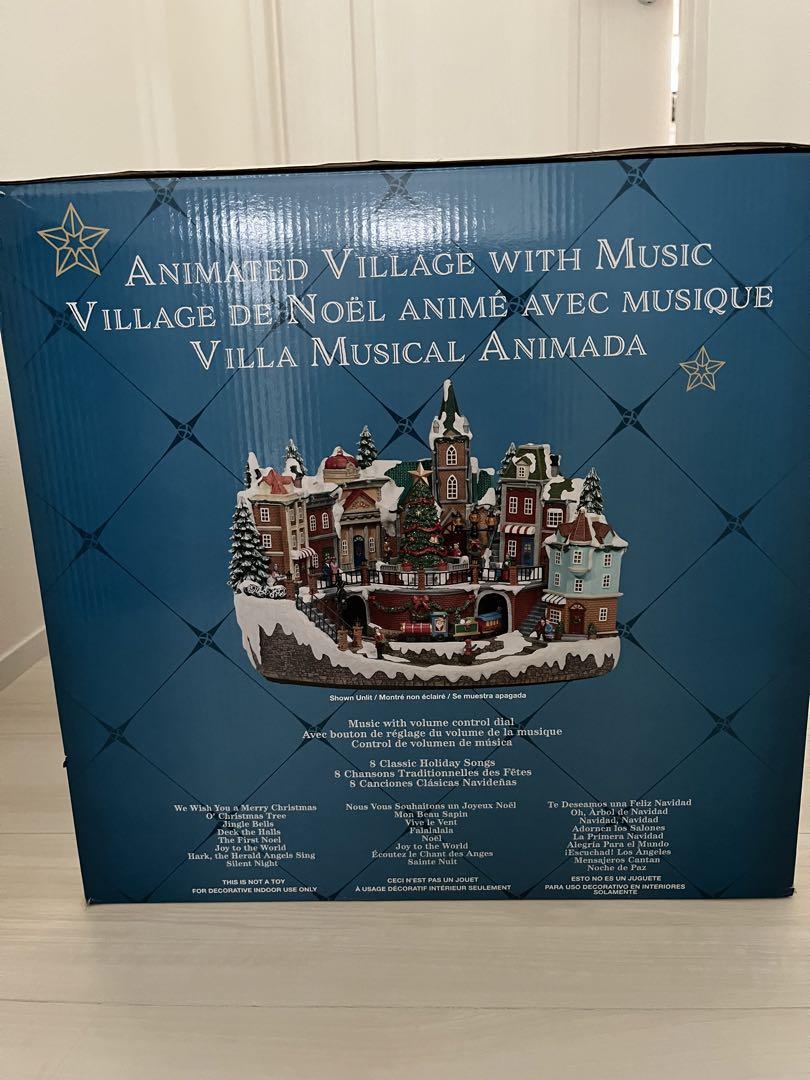 ANIMATED VILLAGE WITH MUSIC
VILLAGE DE NOËL ANIMÉ AVEC MUSIQUE
VILLA MUSICAL ANIMADA
Shown Unlit / Montré non éclairé / Se muestra apagada
Music with volume control dial
Avec bouton de réglage du volume de la musique
Control de volumen de música
8 Classic Holiday Songs
8 Chansons Traditionnelles des Fêtes
8 Canciones Clásicas Navideñas
We Wish You a Merry Christmas
O' Christmas Tree
Jingle Bells
Deck the Halls
The First Noel
Joy to the World
Hark, the Herald Angels Sing
Silent Night
THIS IS NOT A TOY
FOR DECORATIVE INDOOR USE ONLY
Nous Vous Souhaitons un Joyeux Noël
Mon Beau Sapin
Vive le Vent
Falalalala
Noël
Joy to the World
Écoutez le Chant des Anges
Sainte Nuit
CECI N'EST PAS UN JOUET
À USAGE DÉCORATIF INTÉRIEUR SEULEMENT
Te Deseamos una Feliz Navidad
Oh, Árbol de Navidad
Navidad, Navidad
Adornen los Salones
La Primera Navidad
Alegría Para el Mundo
¡Escuchad! Los Ángeles
Mensajeros Cantan
Noche de Paz
ESTO NO ES UN JUGUETE
PARA USO DECORATIVO EN INTERIORES
SOLAMENTE